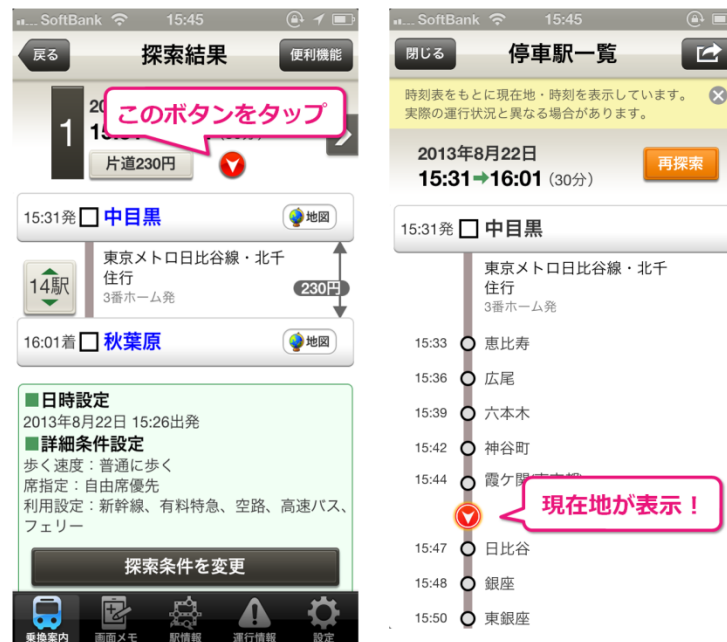 SoftBank 15:45
戻る
探索結果
便利機能
1
このボタンをタップ
片道230円
15:31発 中目黒
地図
東京メトロ日比谷線・北千
住行
3番ホーム発
14駅
230円
16:01着 秋葉原
地図
■日時設定
2013年8月22日 15:26出発
■詳細条件設定
歩く速度：普通に歩く
席指定：自由席優先
利用設定：新幹線、有料特急、空路、高速バス、
フェリー
探索条件を変更
乗換案内 画面メモ 駅情報 運行情報 設定
SoftBank 15:45
閉じる
停車駅一覧
時刻表をもとに現在地・時刻を表示しています。
実際の運行状況と異なる場合があります。
2013年8月22日
15:31➔16:01（30分）
再探索
15:31発 中目黒
東京メトロ日比谷線・北千
住行
3番ホーム発
15:33 恵比寿
15:36 広尾
15:39 六本木
15:42 神谷町
15:44 霞ケ関
現在地が表示！
15:47 日比谷
15:48 銀座
15:50 東銀座